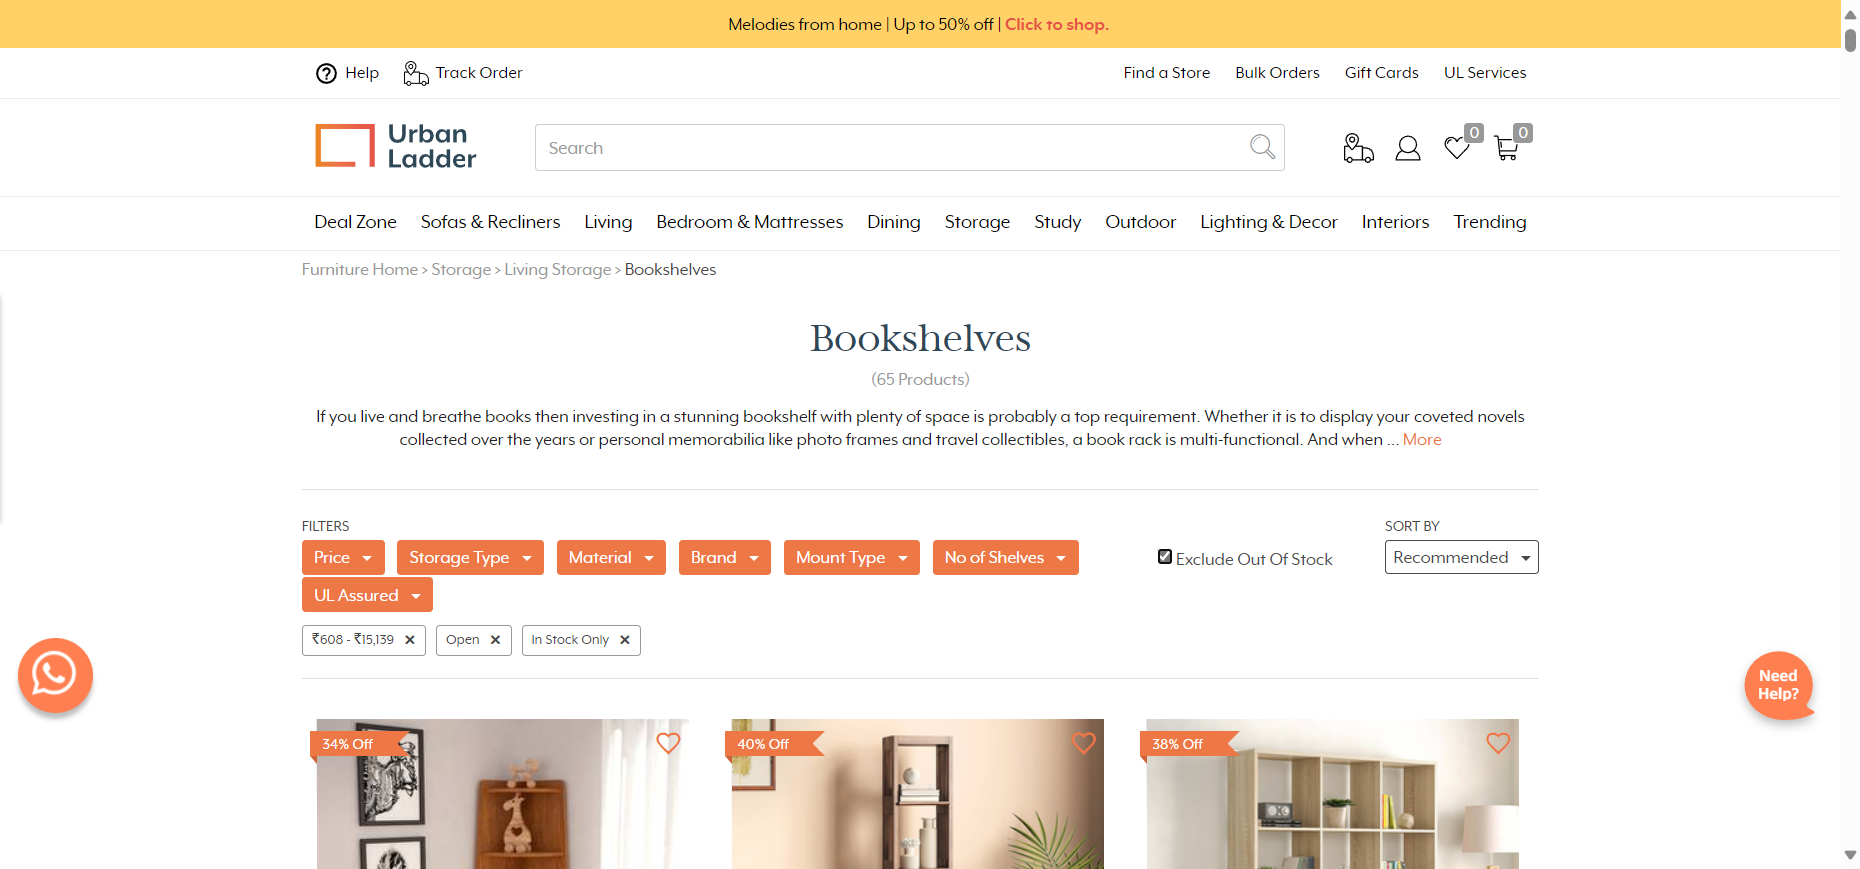 Melodies from home | Up to 50% off | Click to shop.
Help
Track Order
Find a Store
Bulk Orders
Gift Cards
UL Services
Urban
Ladder
Search
0
0
Deal Zone
Sofas & Recliners
Living
Bedroom & Mattresses
Dining
Storage
Study
Outdoor
Lighting & Decor
Interiors
Trending
Furniture Home > Storage > Living Storage > Bookshelves
Bookshelves
(65 Products)
If you live and breathe books then investing in a stunning bookshelf with plenty of space is probably a top requirement. Whether it is to display your coveted novels
collected over the years or personal memorabilia like photo frames and travel collectibles, a book rack is multi-functional. And when ... More
FILTERS
SORT BY
Price
Storage Type
Material
Brand
Mount Type
No of Shelves
Exclude Out Of Stock
Recommended
UL Assured
₹608 - ₹15,139 ×
Open ×
In Stock Only ×
Need
Help?
34% Off
40% Off
38% Off